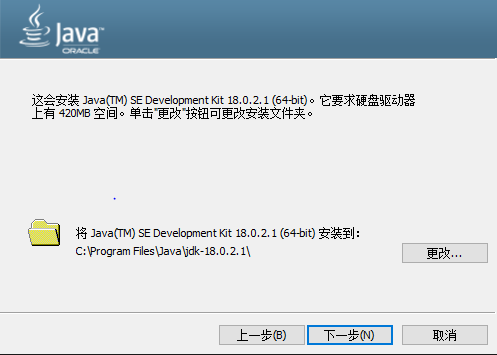 Java™
ORACLE
这会安装 Java(TM) SE Development Kit 18.0.2.1 (64-bit)。它要求硬盘驱动器
上有 420MB 空间。单击"更改"按钮可更改安装文件夹。
将 Java(TM) SE Development Kit 18.0.2.1 (64-bit) 安装到：
C:\Program Files\Java\jdk-18.0.2.1\
更改...
上一步(B)
下一步(N)
取消